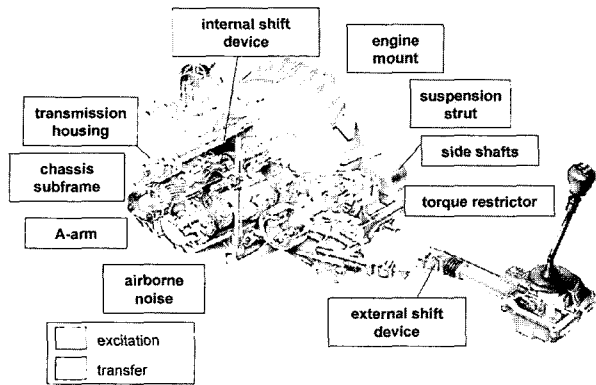 internal shift
device
engine
mount
transmission
housing
suspension
strut
side shafts
chassis
subframe
torque restrictor
A-arm
airborne
noise
external shift
device
excitation
transfer